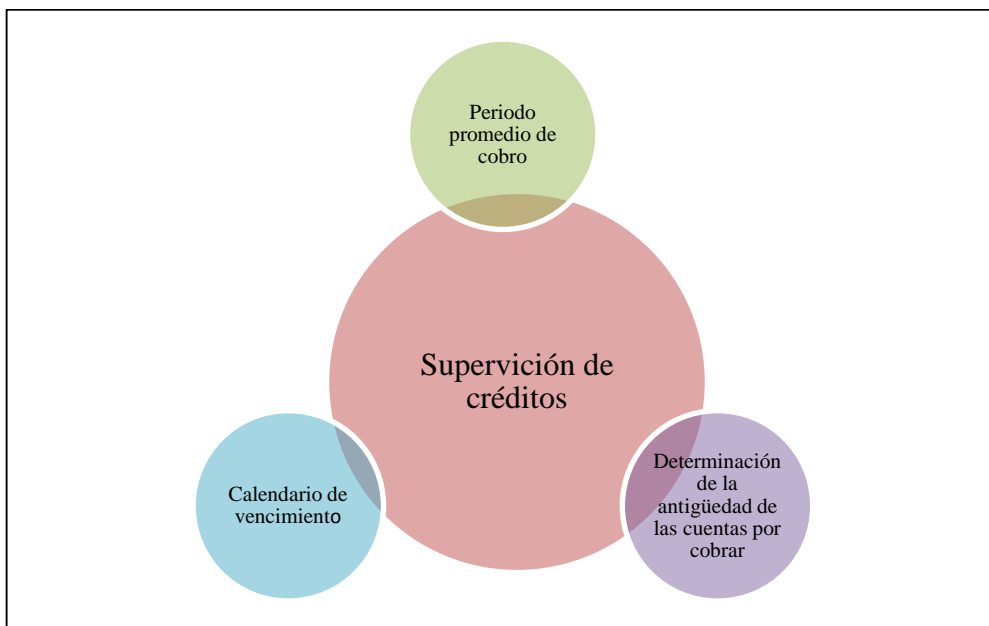 Periodo
promedio de
cobro
Supervición de
créditos
Calendario de
vencimiento
Determinación
de la
antigüedad de
las cuentas por
cobrar